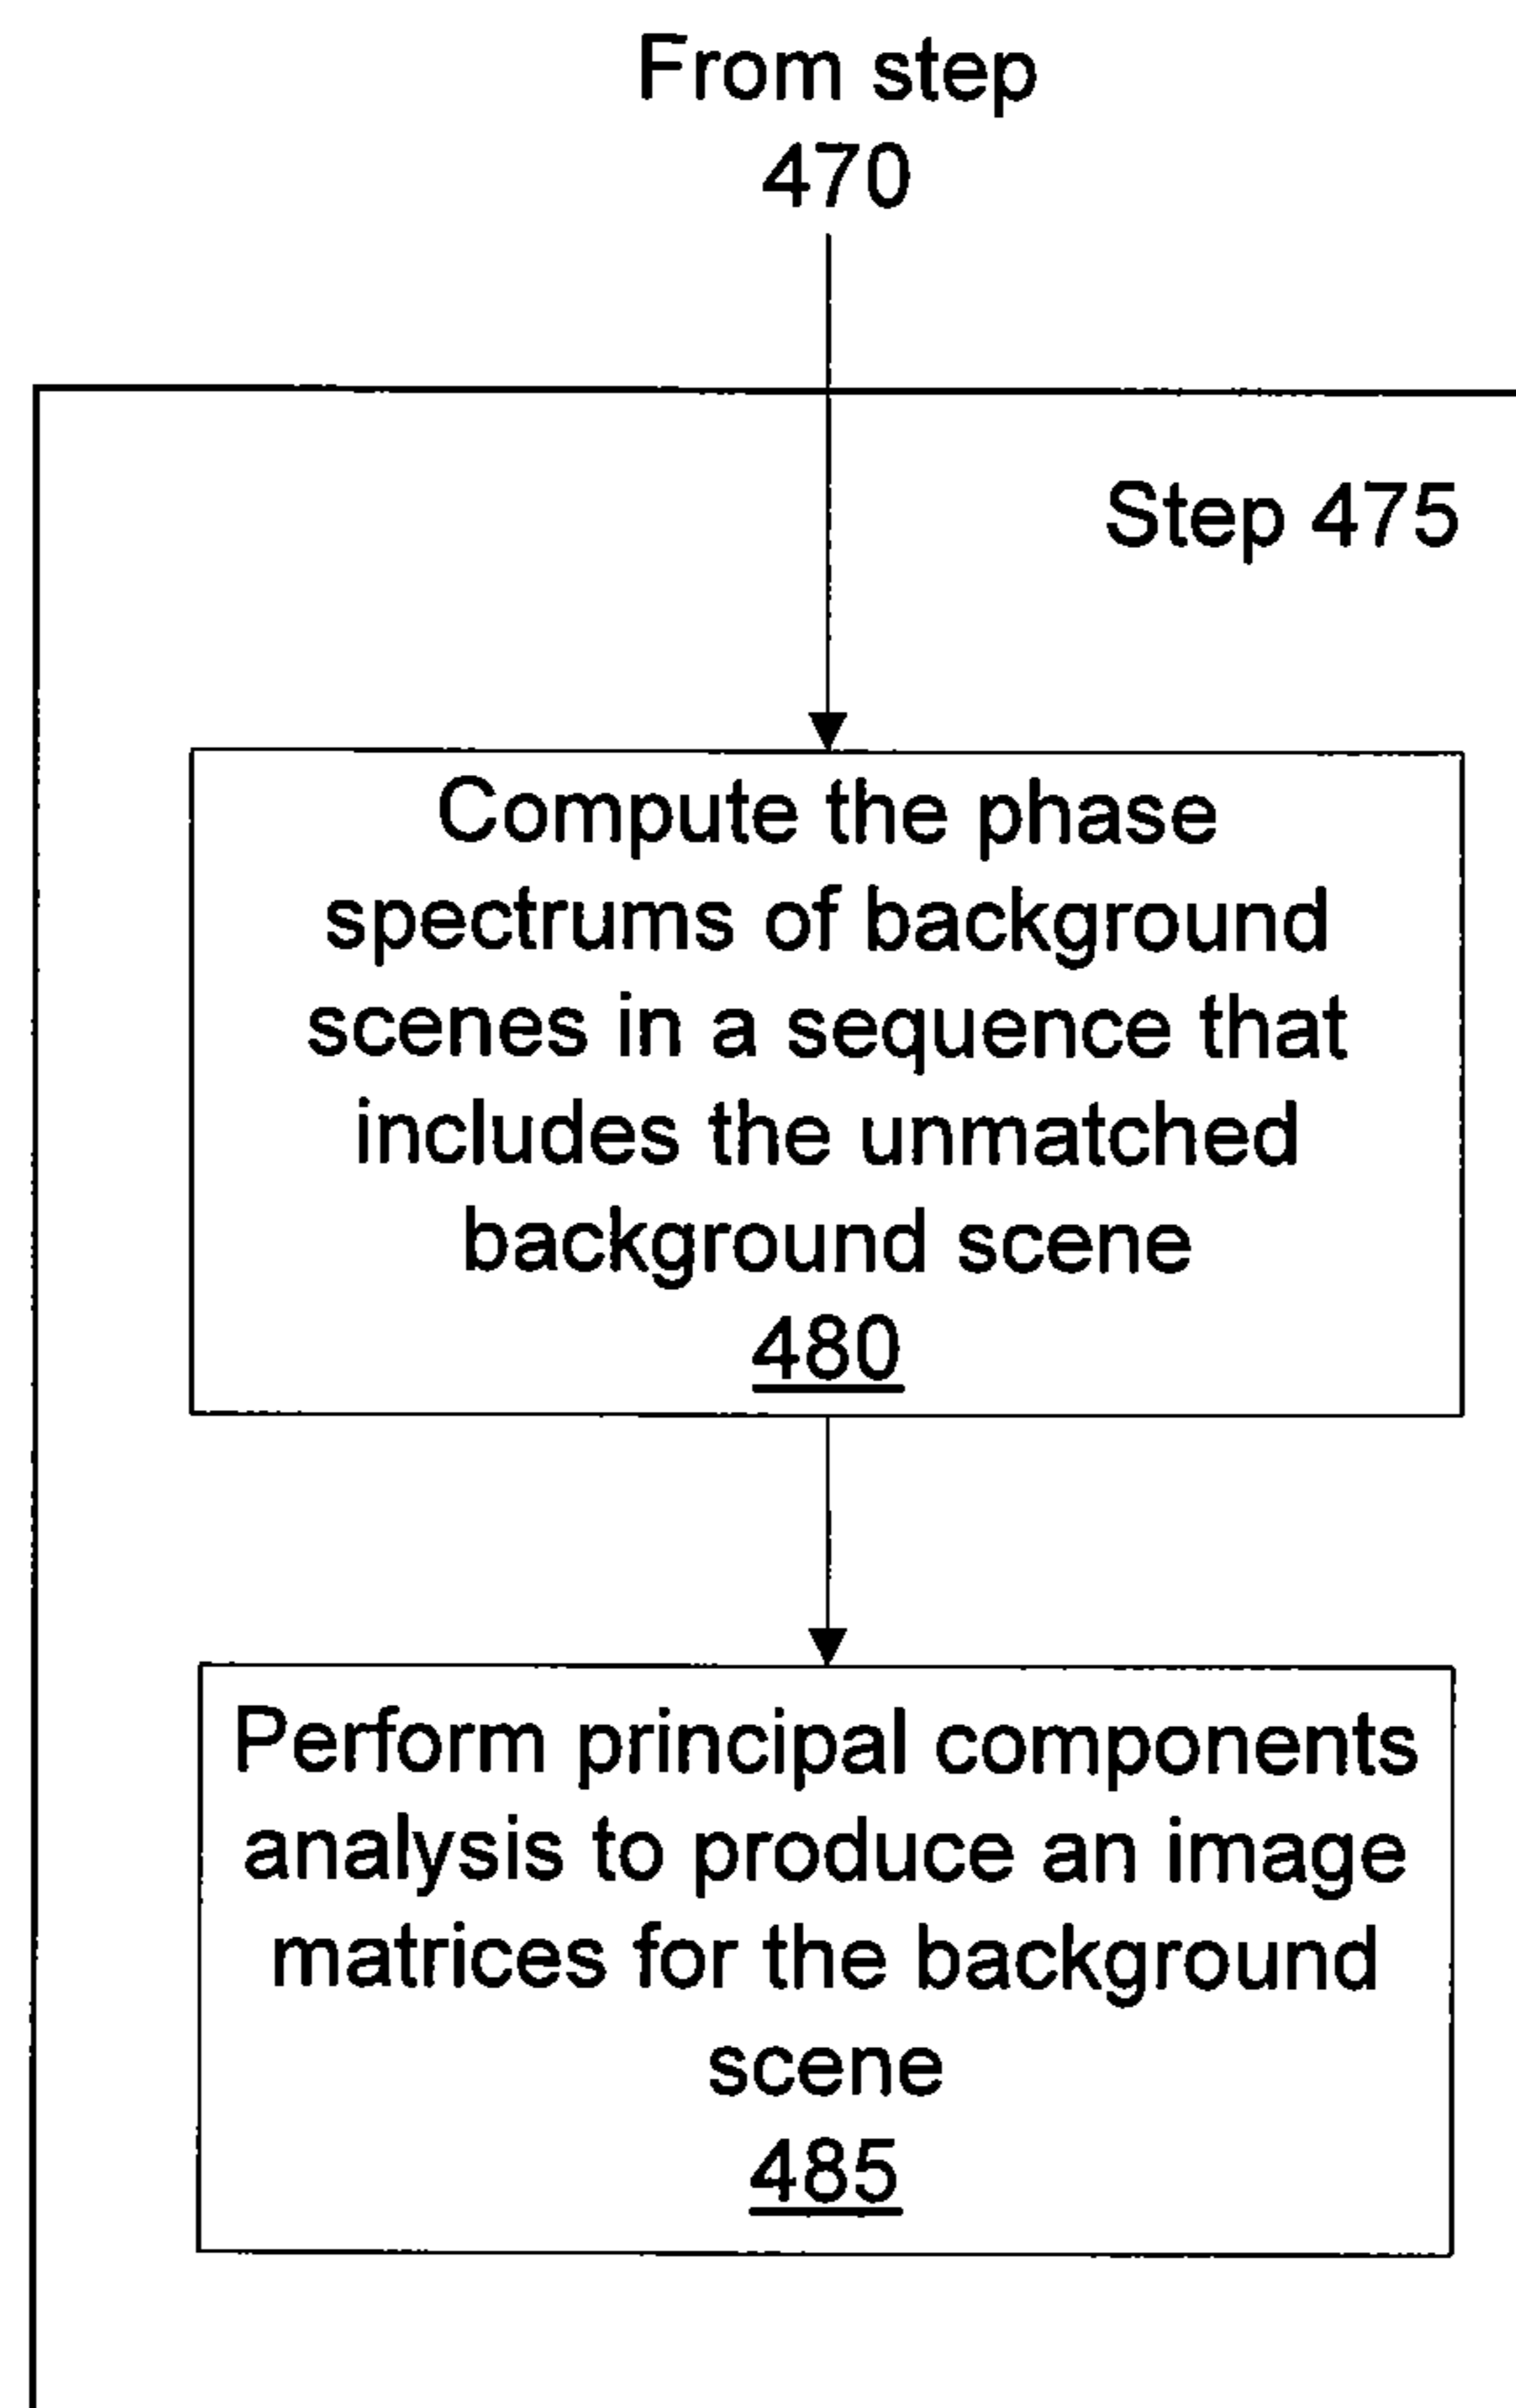 From step
470
Step 475
Compute the phase
spectrums of background
scenes in a sequence that
includes the unmatched
background scene
480
Perform principal components
analysis to produce an image
matrices for the background
scene
485